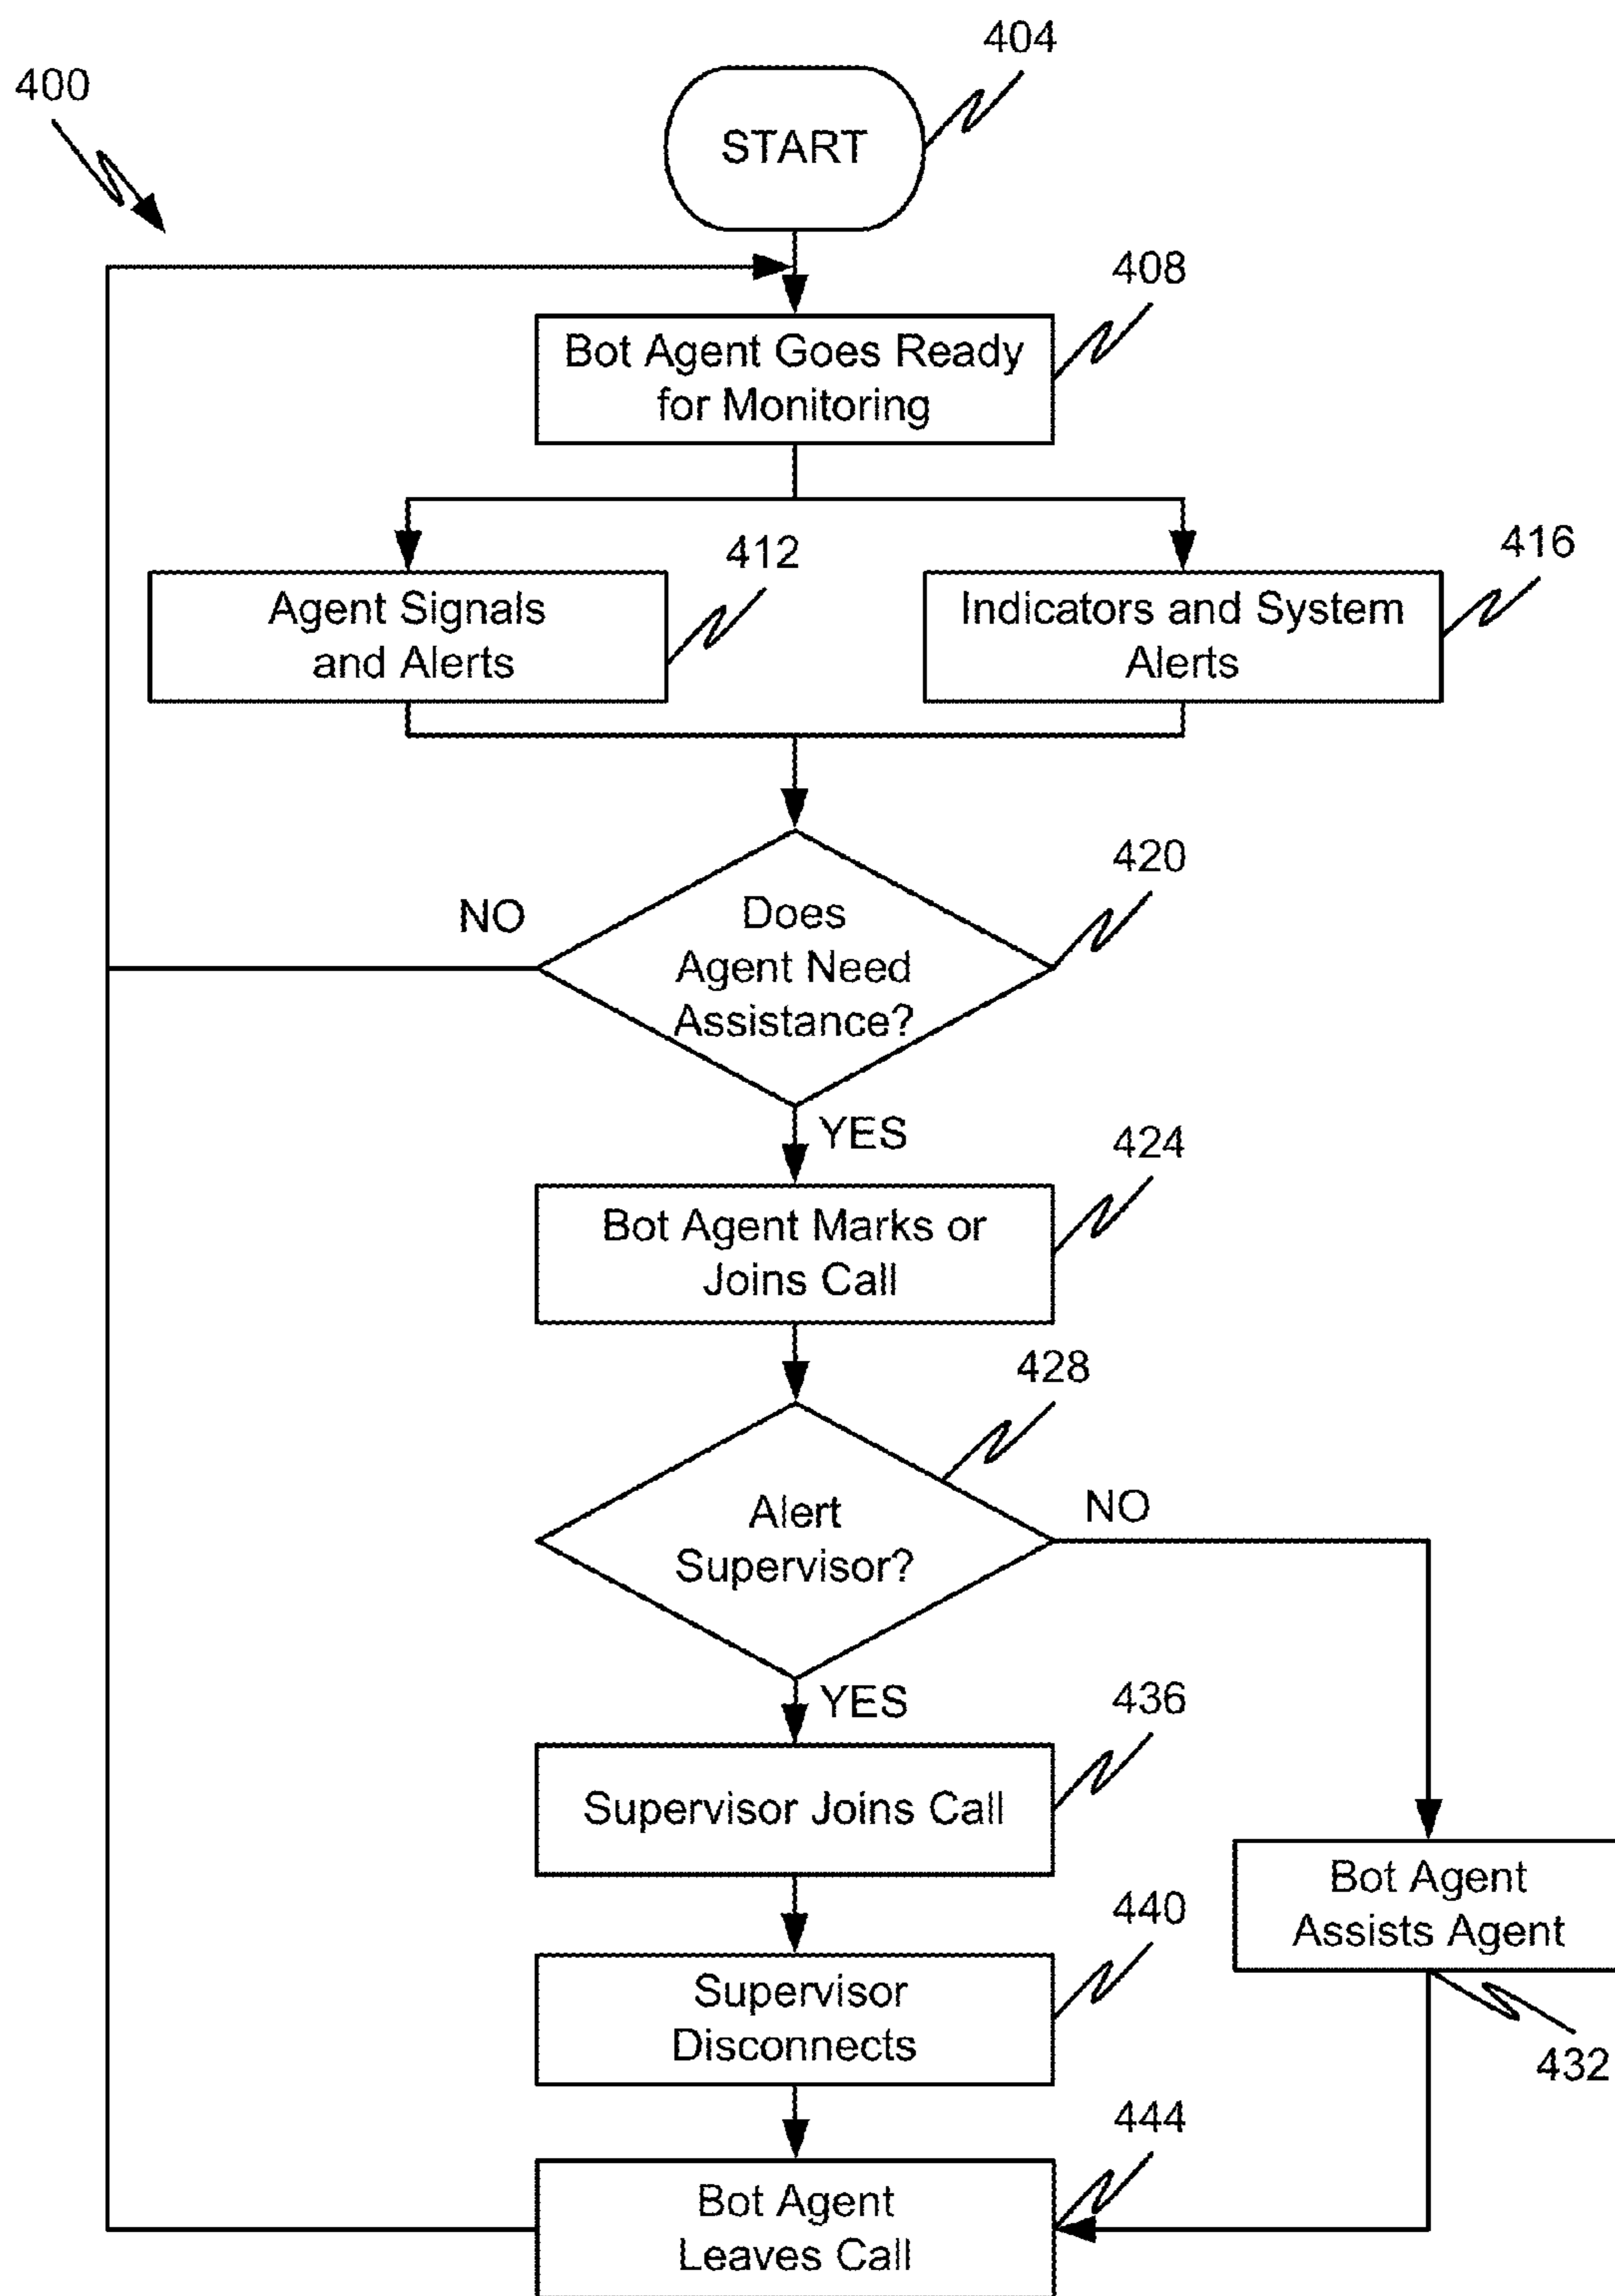 404
400
START
408
Bot Agent Goes Ready
for Monitoring
412
416
Agent Signals
and Alerts
Indicators and System
Alerts
420
NO
Does
Agent Need
Assistance?
YES
424
Bot Agent Marks or
Joins Call
428
NO
Alert
Supervisor?
YES
436
Supervisor Joins Call
Bot Agent
Assists Agent
440
Supervisor
Disconnects
432
444
Bot Agent
Leaves Call